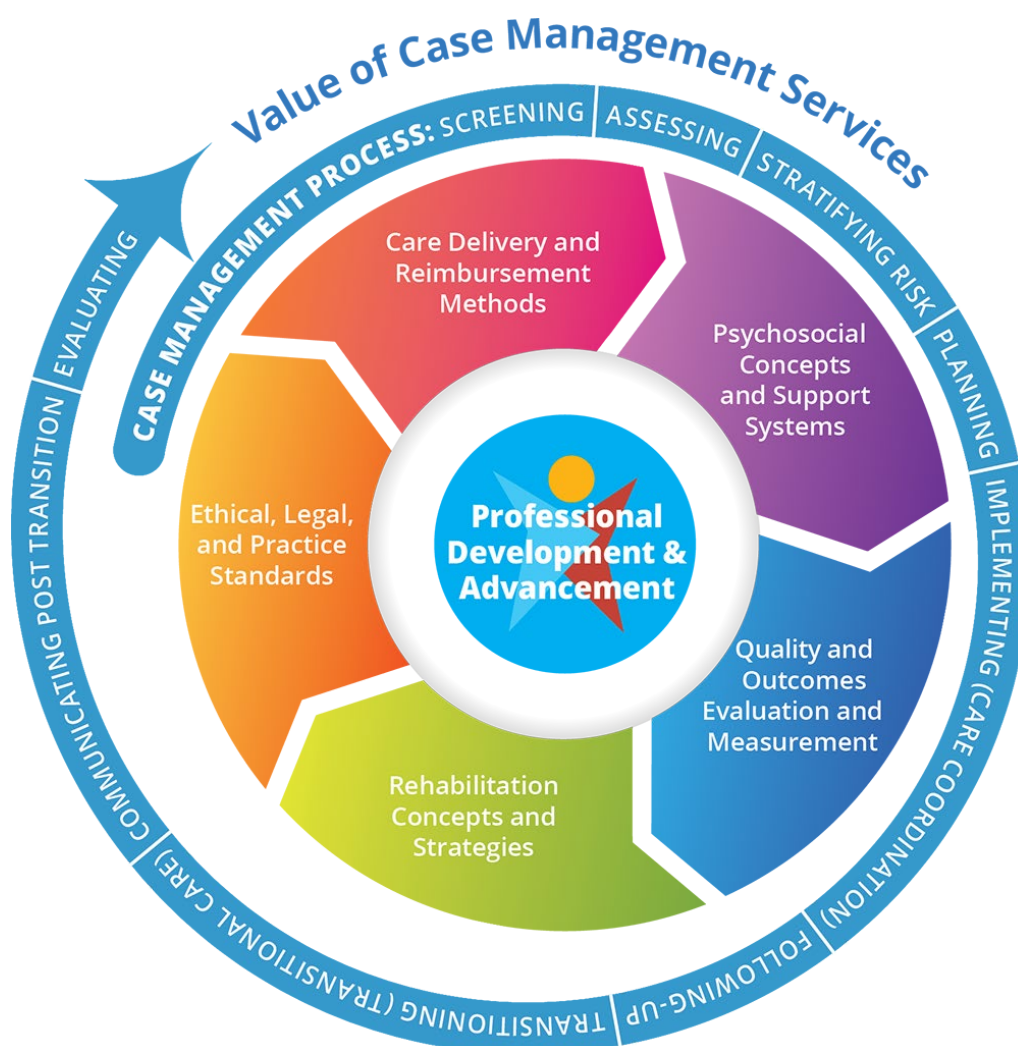 Value of Case Management Services
CASE MANAGEMENT PROCESS: SCREENING
ASSESSING
STRATIFYING RISK
PLANNING
IMPLEMENTING (CARE COORDINATION)
FOLLOWING-UP
TRANSITIONING (TRANSITIONAL CARE)
COMMUNICATING POST TRANSITION
EVALUATING
Care Delivery and
Reimbursement
Methods
Psychosocial
Concepts
and Support
Systems
Quality and
Outcomes
Evaluation and
Measurement
Rehabilitation
Concepts and
Strategies
Ethical, Legal,
and Practice
Standards
Professional
Development &
Advancement